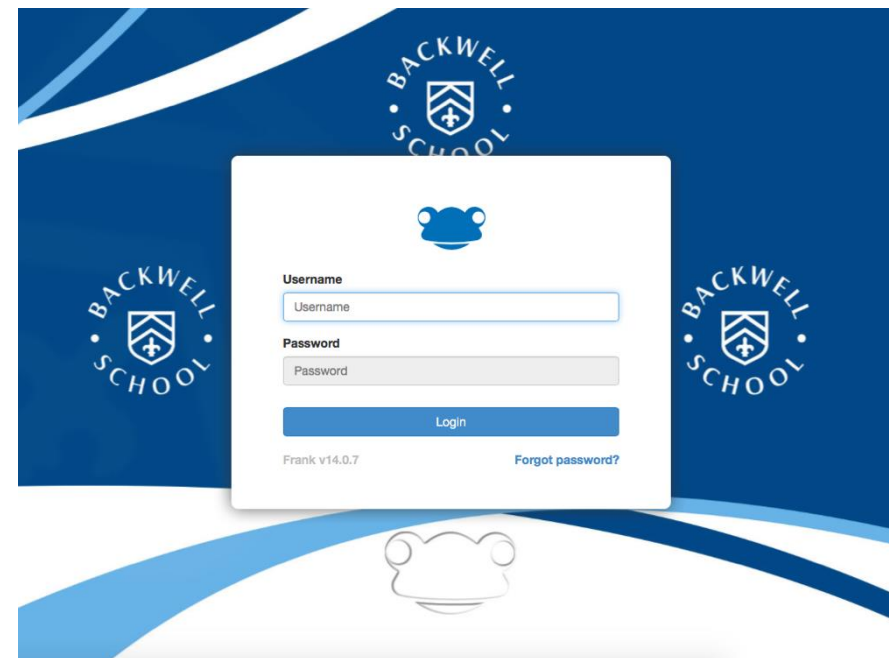 BACKWELL SCHOOL
Username
Username
Password
Password
Login
Frank v14.0.7
Forgot password?
BACKWELL SCHOOL
BACKWELL SCHOOL